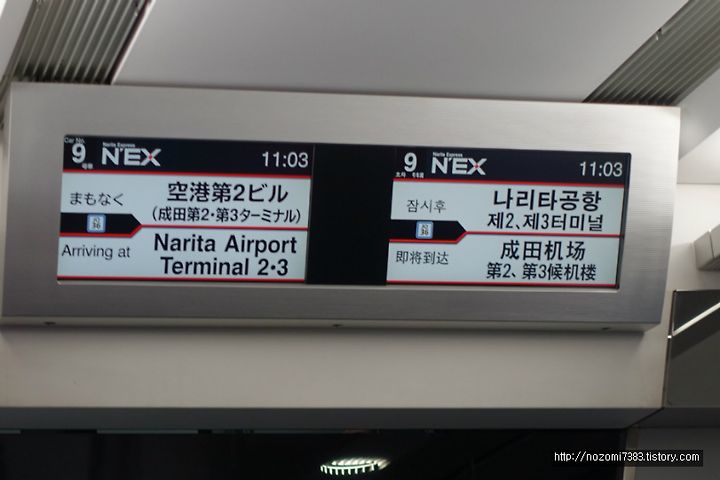 Car No.
9
号車
Narita Express
N'EX
11:03
まもなく
空港第2ビル
(成田第2・第3ターミナル)
36
Arriving at
Narita Airport
Terminal 2・3
9
Narita Express
N'EX
11:03
잠시후
나리타공항
제2、제3터미널
36
即将到达
成田机场
第2、第3候机楼
http://nozomi7383.tistory.com